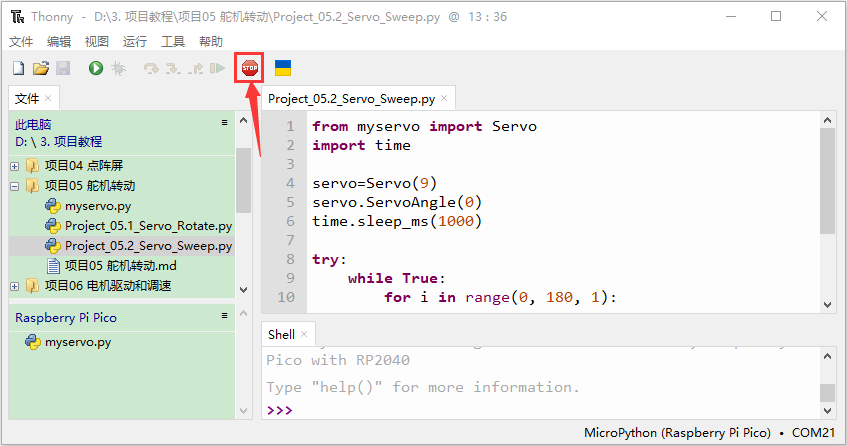 Thonny - D:\3. 项目教程\项目05 舵机转动\Project_05.2_Servo_Sweep.py @ 13 : 36
文件 编辑 视图 运行 工具 帮助
STOP
文件 ×
此电脑
D: \ 3. 项目教程
项目04 点阵屏
项目05 舵机转动
myservo.py
Project_05.1_Servo_Rotate.py
Project_05.2_Servo_Sweep.py
项目05 舵机转动.md
项目06 电机驱动和调速
Raspberry Pi Pico
myservo.py
Project_05.2_Servo_Sweep.py ×
1 from myservo import Servo
2 import time
3
4 servo=Servo(9)
5 servo.ServoAngle(0)
6 time.sleep_ms(1000)
7
8 try:
9 while True:
10 for i in range(0, 180, 1):
Shell ×
Pico with RP2040
Type "help()" for more information.
>>>
MicroPython (Raspberry Pi Pico) • COM21